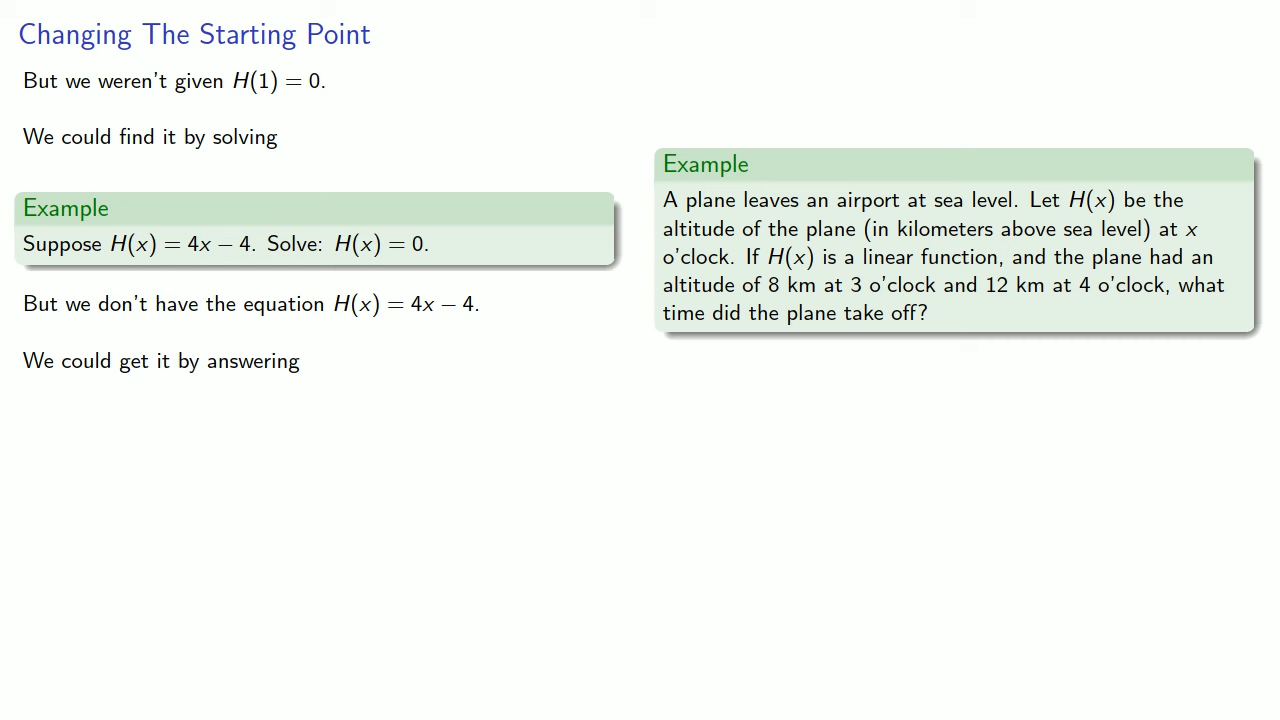 Changing The Starting Point
But we weren't given H(1) = 0.
We could find it by solving
Example
Suppose H(x) = 4x − 4. Solve: H(x) = 0.
But we don't have the equation H(x) = 4x − 4.
We could get it by answering
Example
A plane leaves an airport at sea level. Let H(x) be the
altitude of the plane (in kilometers above sea level) at x
o'clock. If H(x) is a linear function, and the plane had an
altitude of 8 km at 3 o'clock and 12 km at 4 o'clock, what
time did the plane take off?